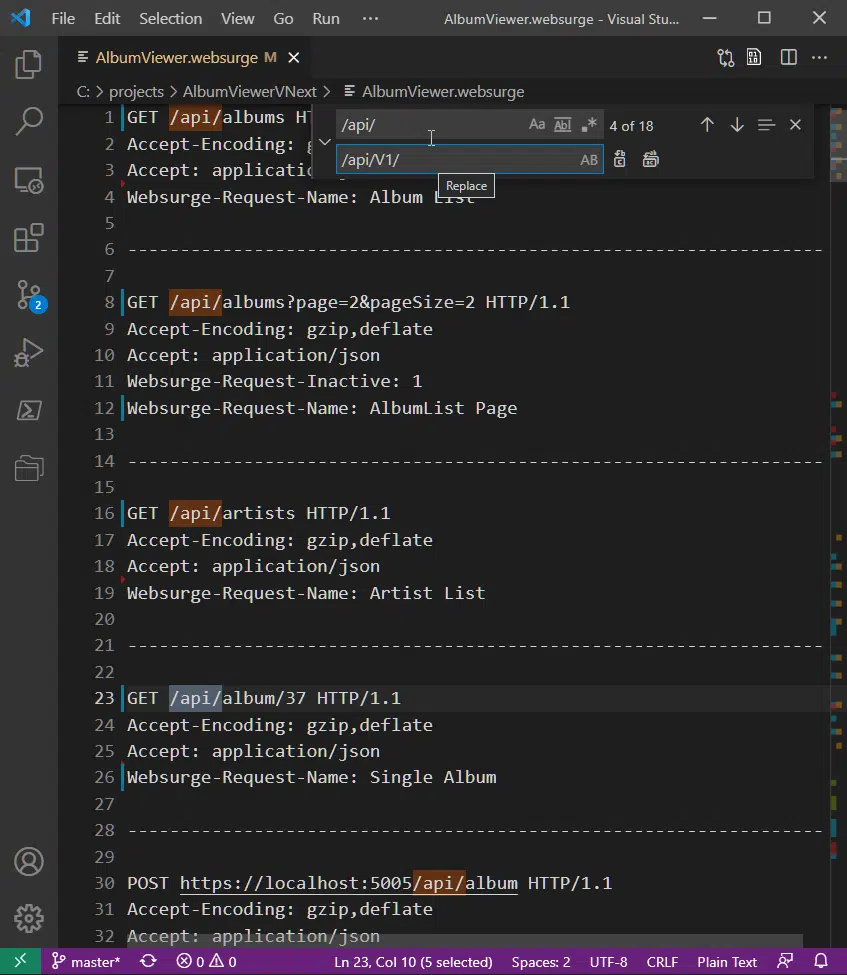 File Edit Selection View Go Run ··· AlbumViewer.websurge - Visual Stu...
AlbumViewer.websurge M
C: > projects > AlbumViewerVNext > AlbumViewer.websurge
/api/ Aa Abl .* 4 of 18
/api/V1/ AB
Replace
1 GET /api/albums
2 Accept-Encoding:
3 Accept:
4 Websurge-Request-Name: Album List
5
6 ------------------------------------------------------------------
7
8 GET /api/albums?page=2&pageSize=2 HTTP/1.1
9 Accept-Encoding: gzip,deflate
10 Accept: application/json
11 Websurge-Request-Inactive: 1
12 Websurge-Request-Name: AlbumList Page
13
14 ------------------------------------------------------------------
15
16 GET /api/artists HTTP/1.1
17 Accept-Encoding: gzip,deflate
18 Accept: application/json
19 Websurge-Request-Name: Artist List
20
21 ------------------------------------------------------------------
22
23 GET /api/album/37 HTTP/1.1
24 Accept-Encoding: gzip,deflate
25 Accept: application/json
26 Websurge-Request-Name: Single Album
27
28 ------------------------------------------------------------------
29
30 POST https://localhost:5005/api/album HTTP/1.1
31 Accept-Encoding: gzip,deflate
32 Accept: application/json
2
master* 0 0 Ln 23, Col 10 (5 selected) Spaces: 2 UTF-8 CRLF Plain Text